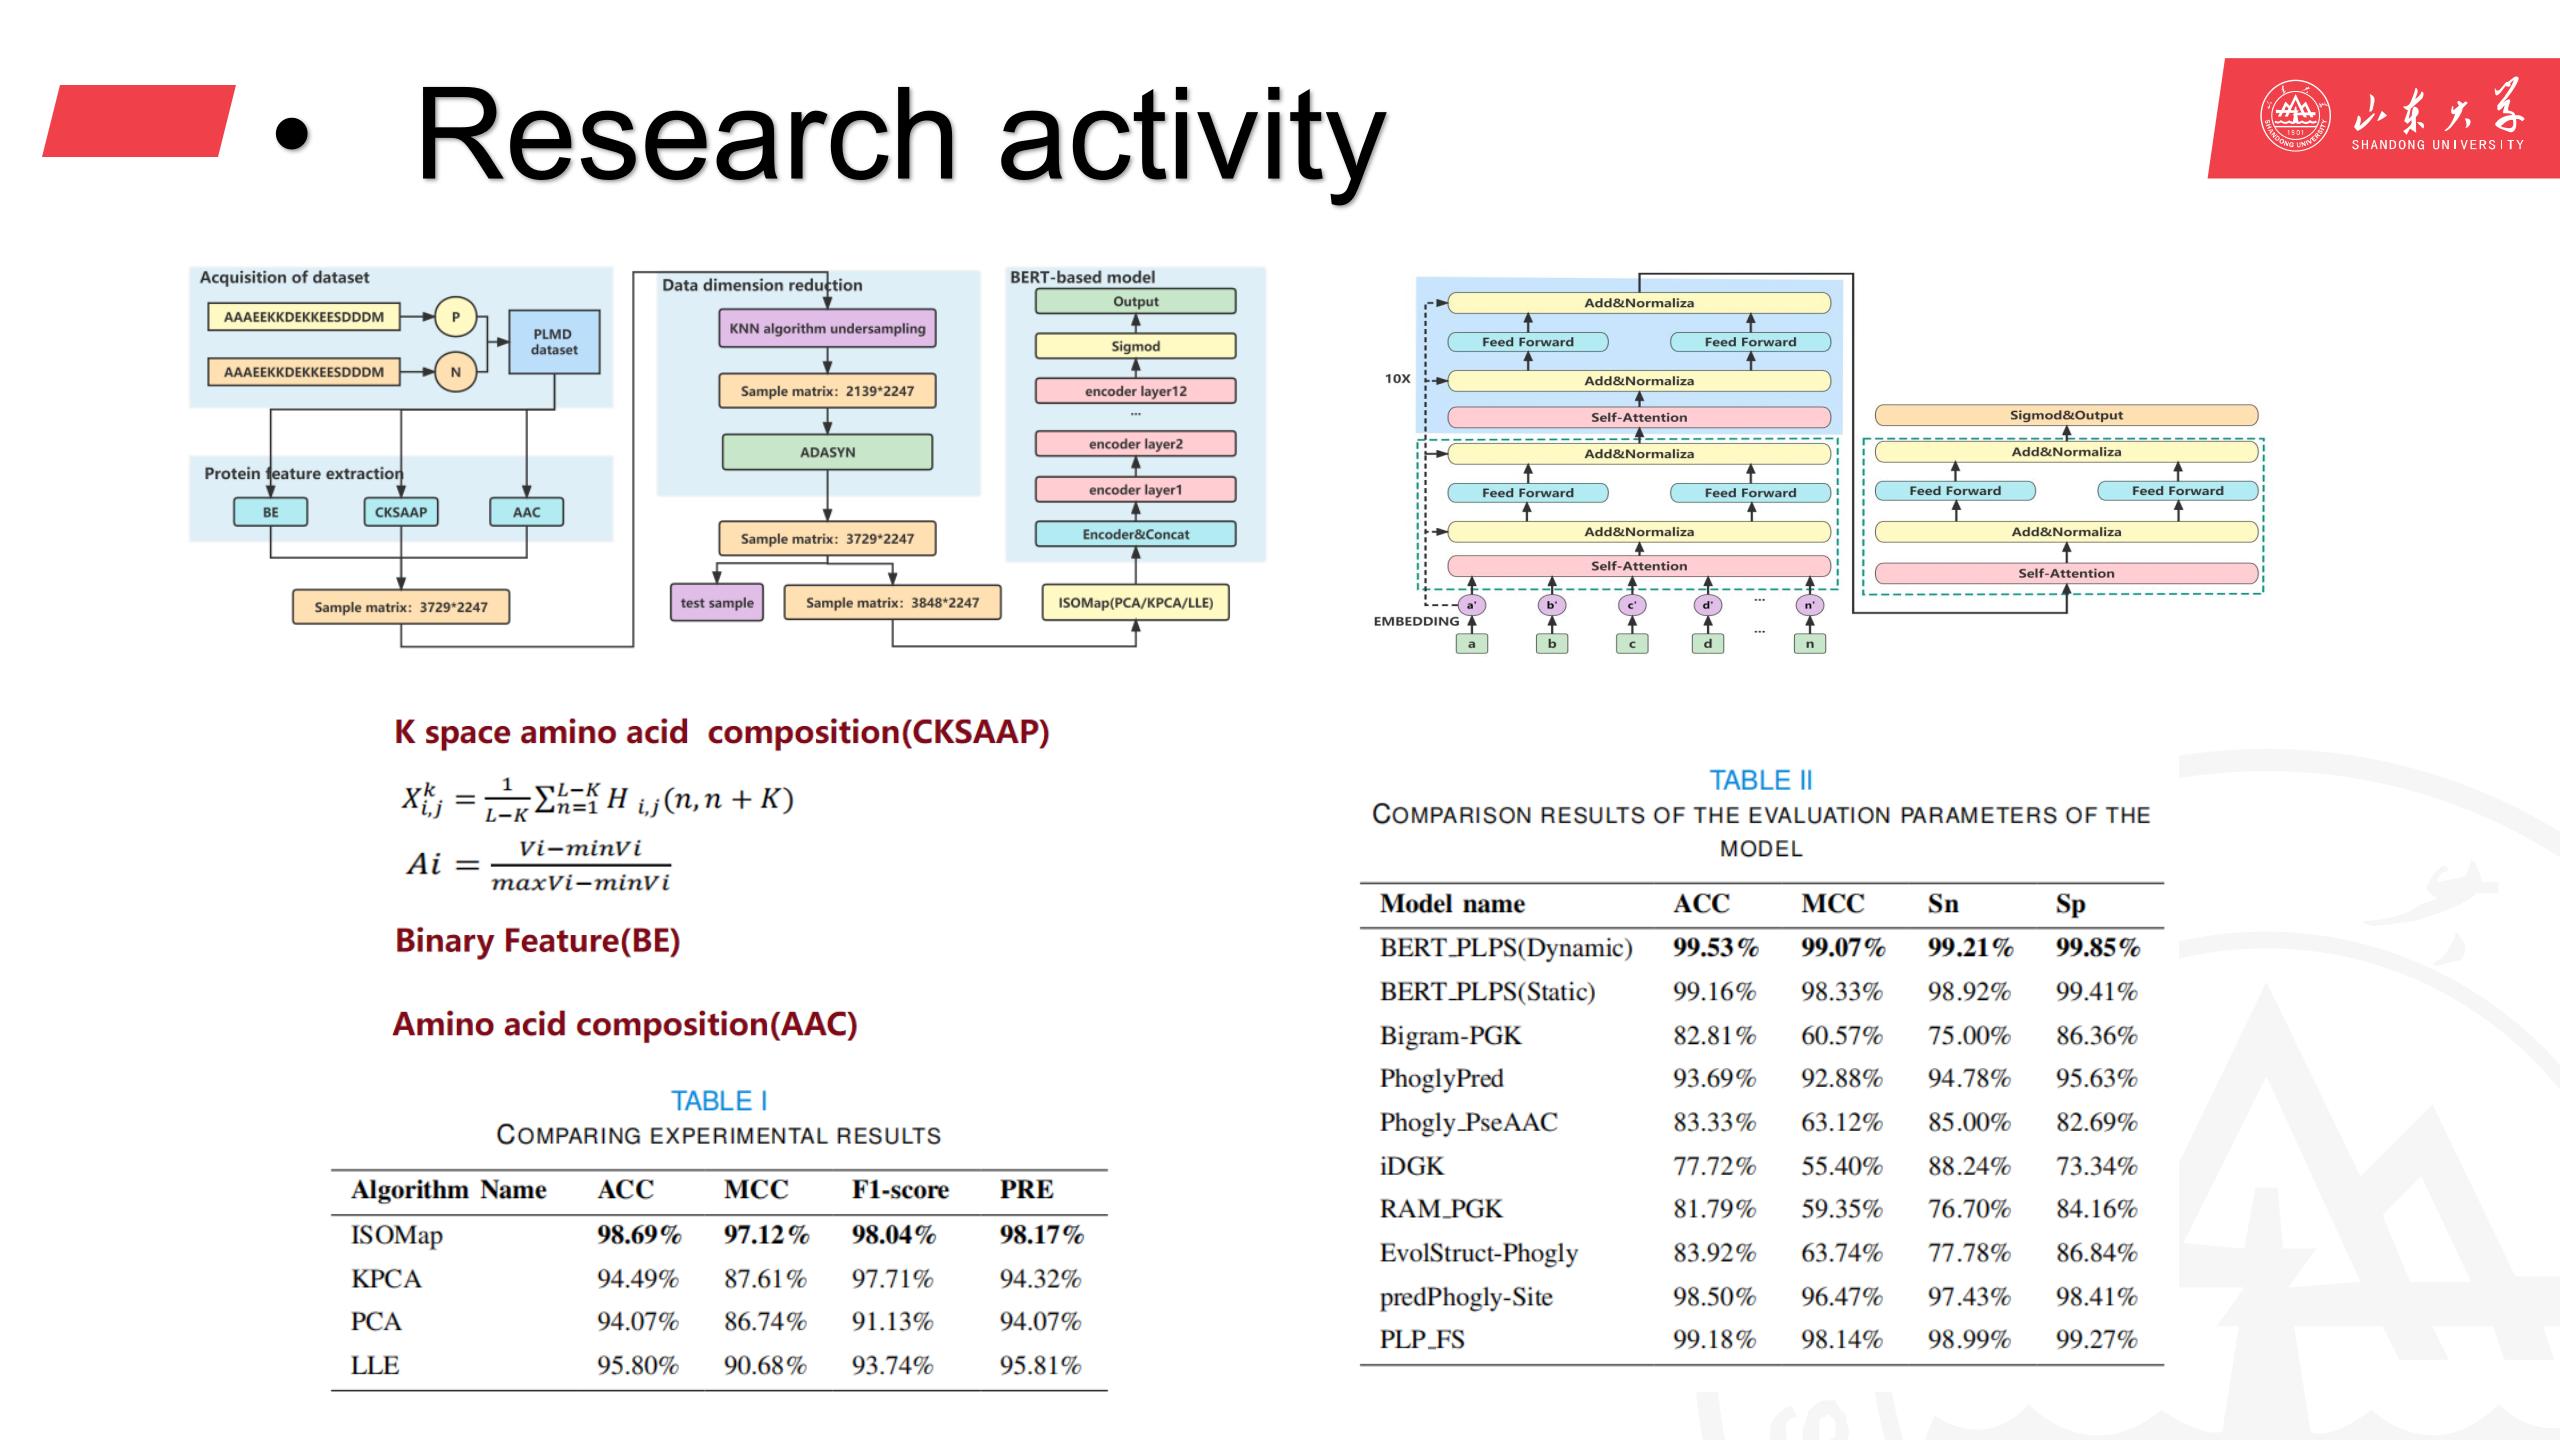 • Research activity
山东大学
SHANDONG UNIVERSITY
SHANDONG UNIVERSITY
1901
Acquisition of dataset
AAAEEKKDEKKEESDDDM
P
AAAEEKKDEKKEESDDDM
N
PLMD
dataset
Protein feature extraction
BE
CKSAAP
AAC
Sample matrix: 3729*2247
Data dimension reduction
KNN algorithm undersampling
Sample matrix: 2139*2247
ADASYN
Sample matrix: 3729*2247
test sample
Sample matrix: 3848*2247
BERT-based model
Output
Sigmod
encoder layer12
...
encoder layer2
encoder layer1
Encoder&Concat
ISOMap(PCA/KPCA/LLE)
Add&Normaliza
Feed Forward Feed Forward
10X
Add&Normaliza
Self-Attention
Add&Normaliza
Feed Forward Feed Forward
Add&Normaliza
Self-Attention
a' b' c' d' ... n'
EMBEDDING
a b c d ... n
Sigmod&Output
Add&Normaliza
Feed Forward Feed Forward
Add&Normaliza
Self-Attention
K space amino acid composition(CKSAAP)
X^k_{i,j} = \frac{1}{L-K} ∑^{L-K}_{n=1} H_{i,j}(n, n + K)
Ai = \frac{Vi-minVi}{maxVi-minVi}
Binary Feature(BE)
Amino acid composition(AAC)
TABLE I
COMPARING EXPERIMENTAL RESULTS
Algorithm Name ACC MCC F1-score PRE
ISOMap 98.69% 97.12% 98.04% 98.17%
KPCA 94.49% 87.61% 97.71% 94.32%
PCA 94.07% 86.74% 91.13% 94.07%
LLE 95.80% 90.68% 93.74% 95.81%
TABLE II
COMPARISON RESULTS OF THE EVALUATION PARAMETERS OF THE
MODEL
Model name ACC MCC Sn Sp
BERT_PLPS(Dynamic) 99.53% 99.07% 99.21% 99.85%
BERT_PLPS(Static) 99.16% 98.33% 98.92% 99.41%
Bigram-PGK 82.81% 60.57% 75.00% 86.36%
PhoglyPred 93.69% 92.88% 94.78% 95.63%
Phogly_PseAAC 83.33% 63.12% 85.00% 82.69%
iDGK 77.72% 55.40% 88.24% 73.34%
RAM_PGK 81.79% 59.35% 76.70% 84.16%
EvolStruct-Phogly 83.92% 63.74% 77.78% 86.84%
predPhogly-Site 98.50% 96.47% 97.43% 98.41%
PLP_FS 99.18% 98.14% 98.99% 99.27%